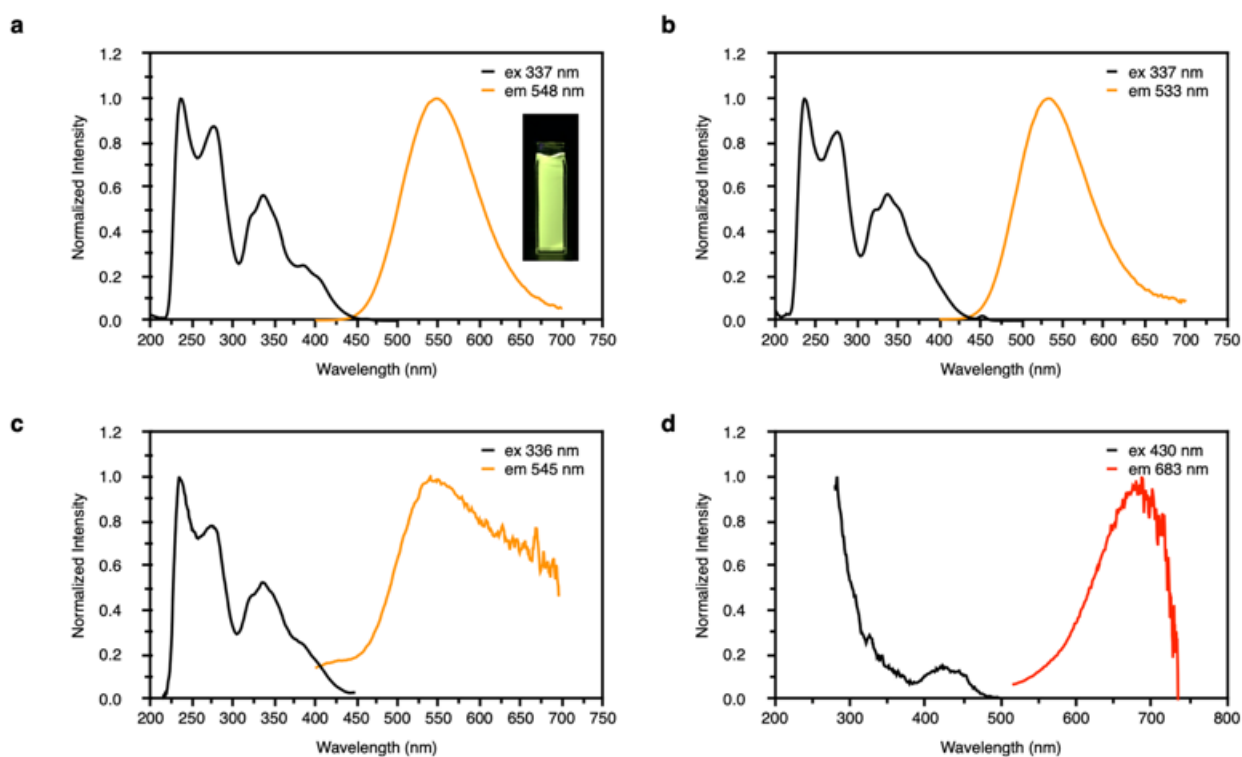 a
1.2
1.0
0.8
0.6
0.4
0.2
0.0
Normalized Intensity
ex 337 nm
em 548 nm
200 250 300 350 400 450 500 550 600 650 700 750
Wavelength (nm)
b
1.2
1.0
0.8
0.6
0.4
0.2
0.0
Normalized Intensity
ex 337 nm
em 533 nm
200 250 300 350 400 450 500 550 600 650 700 750
Wavelength (nm)
c
1.2
1.0
0.8
0.6
0.4
0.2
0.0
Normalized Intensity
ex 336 nm
em 545 nm
200 250 300 350 400 450 500 550 600 650 700 750
Wavelength (nm)
d
1.2
1.0
0.8
0.6
0.4
0.2
0.0
Normalized Intensity
ex 430 nm
em 683 nm
200 300 400 500 600 700 800
Wavelength (nm)